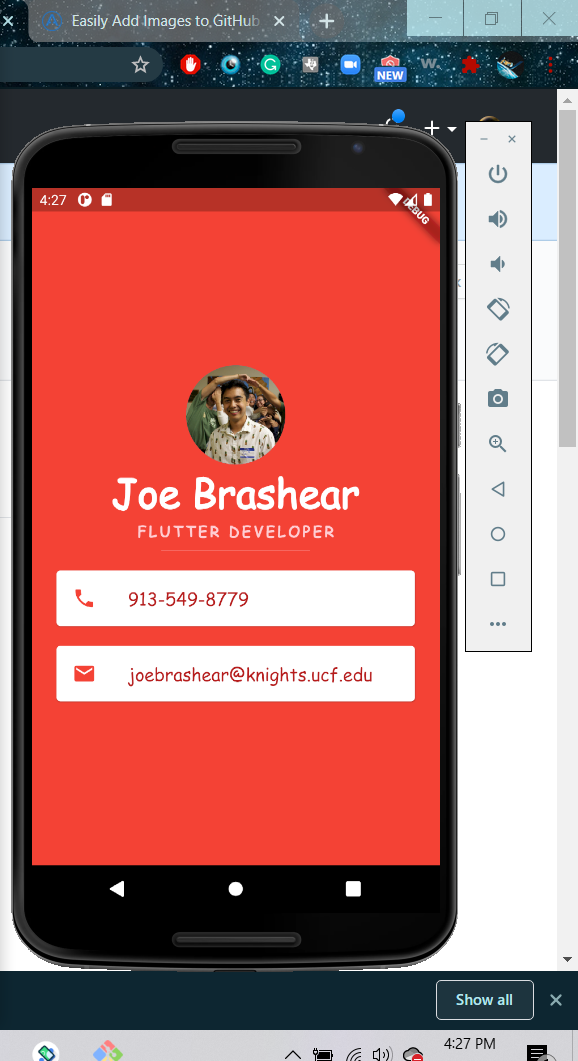 Easily Add Images to GitHub
NEW
4:27
DEBUG
Joe Brashear
FLUTTER DEVELOPER
913-549-8779
joebrashear@knights.ucf.edu
Show all
4:27 PM